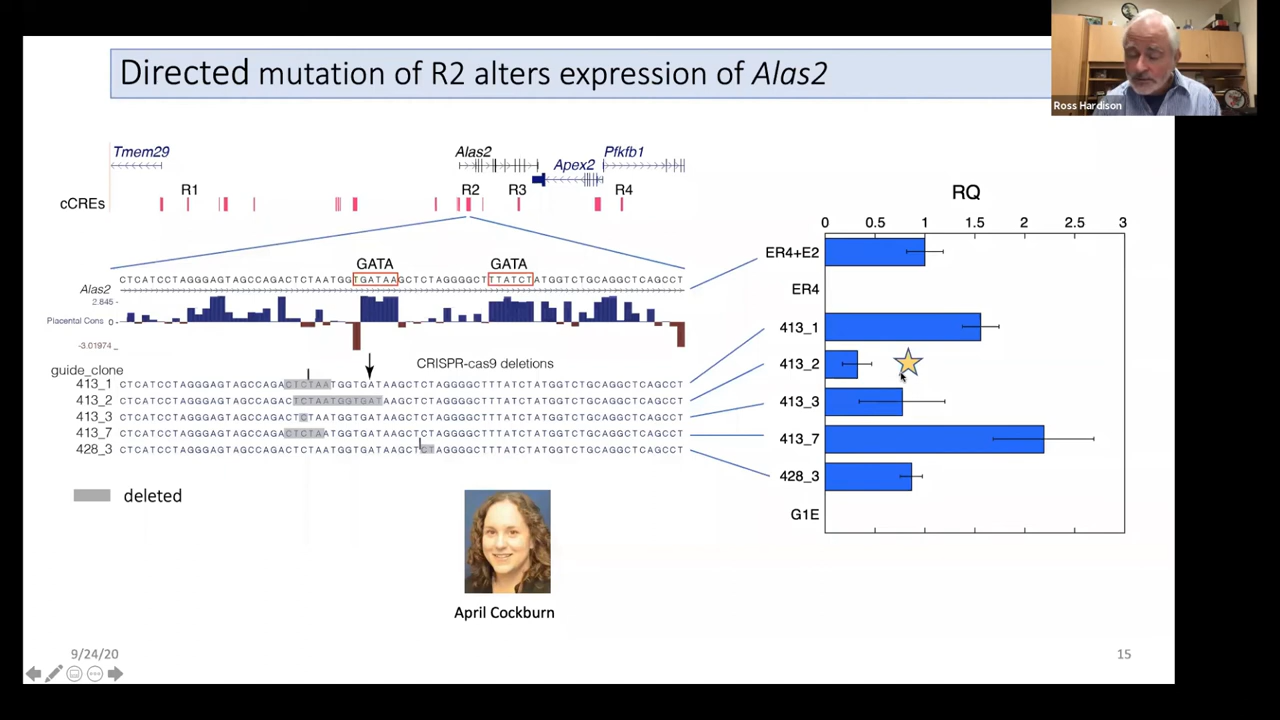 Directed mutation of R2 alters expression of Alas2
Ross Hardison
Tmem29
Alas2
Apex2
Pfkfb1
cCREs
R1
R2
R3
R4
GATA
GATA
CTCATCCTAGGGAGTAGCCAGACTCTAATGGTGATAAGCTCTAGGGGCTTTATCTATGGTCTGCAGGCTCAGCCT
Alas2
2.845
Placental Cons
0
-3.01974
CRISPR-cas9 deletions
guide_clone
413_1 CTCATCCTAGGGAGTAGCCAGACTCTAATGGTGATAAGCTCTAGGGGCTTTATCTATGGTCTGCAGGCTCAGCCT
413_2 CTCATCCTAGGGAGTAGCCAGACTCTAATGGTGATAAGCTCTAGGGGCTTTATCTATGGTCTGCAGGCTCAGCCT
413_3 CTCATCCTAGGGAGTAGCCAGACTCTAATGGTGATAAGCTCTAGGGGCTTTATCTATGGTCTGCAGGCTCAGCCT
413_7 CTCATCCTAGGGAGTAGCCAGACTCTAATGGTGATAAGCTCTAGGGGCTTTATCTATGGTCTGCAGGCTCAGCCT
428_3 CTCATCCTAGGGAGTAGCCAGACTCTAATGGTGATAAGCTCTAGGGGCTTTATCTATGGTCTGCAGGCTCAGCCT
deleted
RQ
0 0.5 1 1.5 2 2.5 3
ER4+E2
ER4
413_1
413_2
413_3
413_7
428_3
G1E
April Cockburn
9/24/20
15